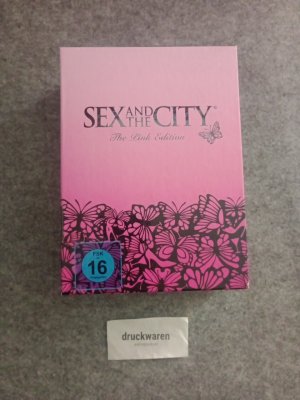 SEX AND THE CITY®
The Pink Edition
FSK
16
druckwaren